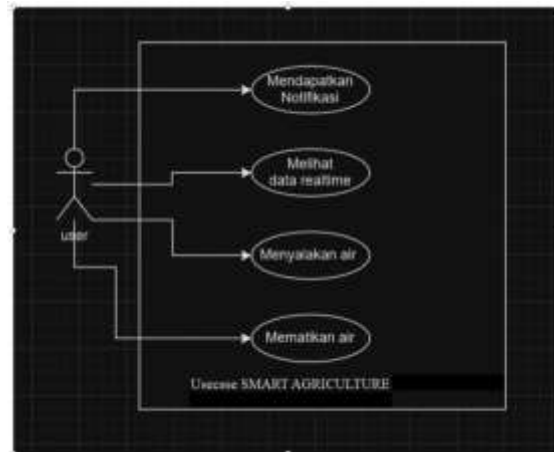 Mendapatkan
Notifikasi
Melihat
data realtime
user
Menyalakan air
Mematikan air
Usecase SMART AGRICULTURE